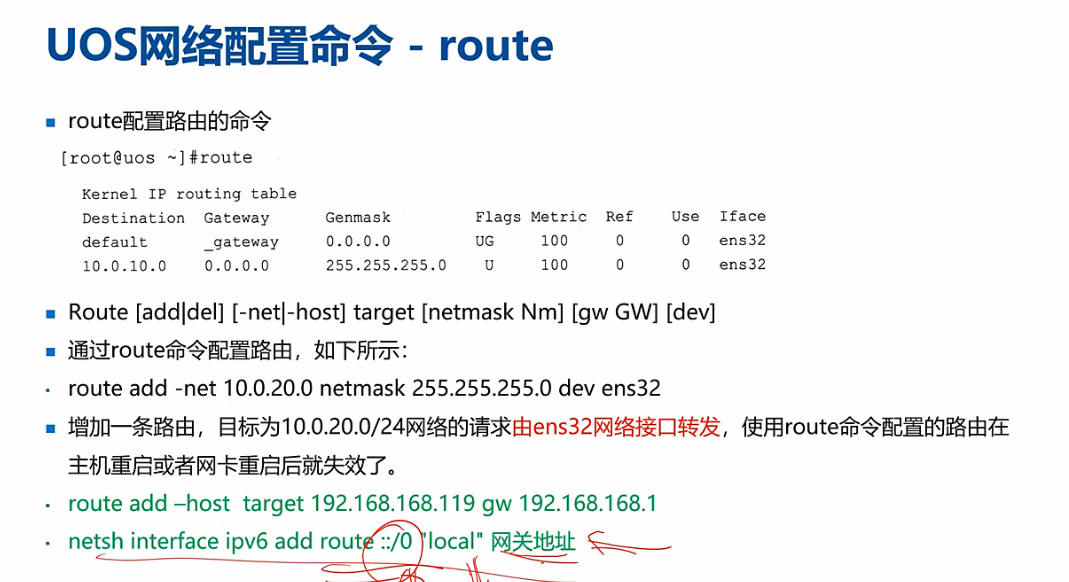 UOS网络配置命令 - route
route配置路由的命令
[root@uos ~]#route
Kernel IP routing table
Destination Gateway Genmask Flags Metric Ref Use Iface
default _gateway 0.0.0.0 UG 100 0 0 ens32
10.0.10.0 0.0.0.0 255.255.255.0 U 100 0 0 ens32
Route [add|del] [-net|-host] target [netmask Nm] [gw GW] [dev]
通过route命令配置路由，如下所示：
route add -net 10.0.20.0 netmask 255.255.255.0 dev ens32
增加一条路由，目标为10.0.20.0/24网络的请求由ens32网络接口转发，使用route命令配置的路由在
主机重启或者网卡重启后就失效了。
route add –host target 192.168.168.119 gw 192.168.168.1
netsh interface ipv6 add route ::/0 "local" 网关地址